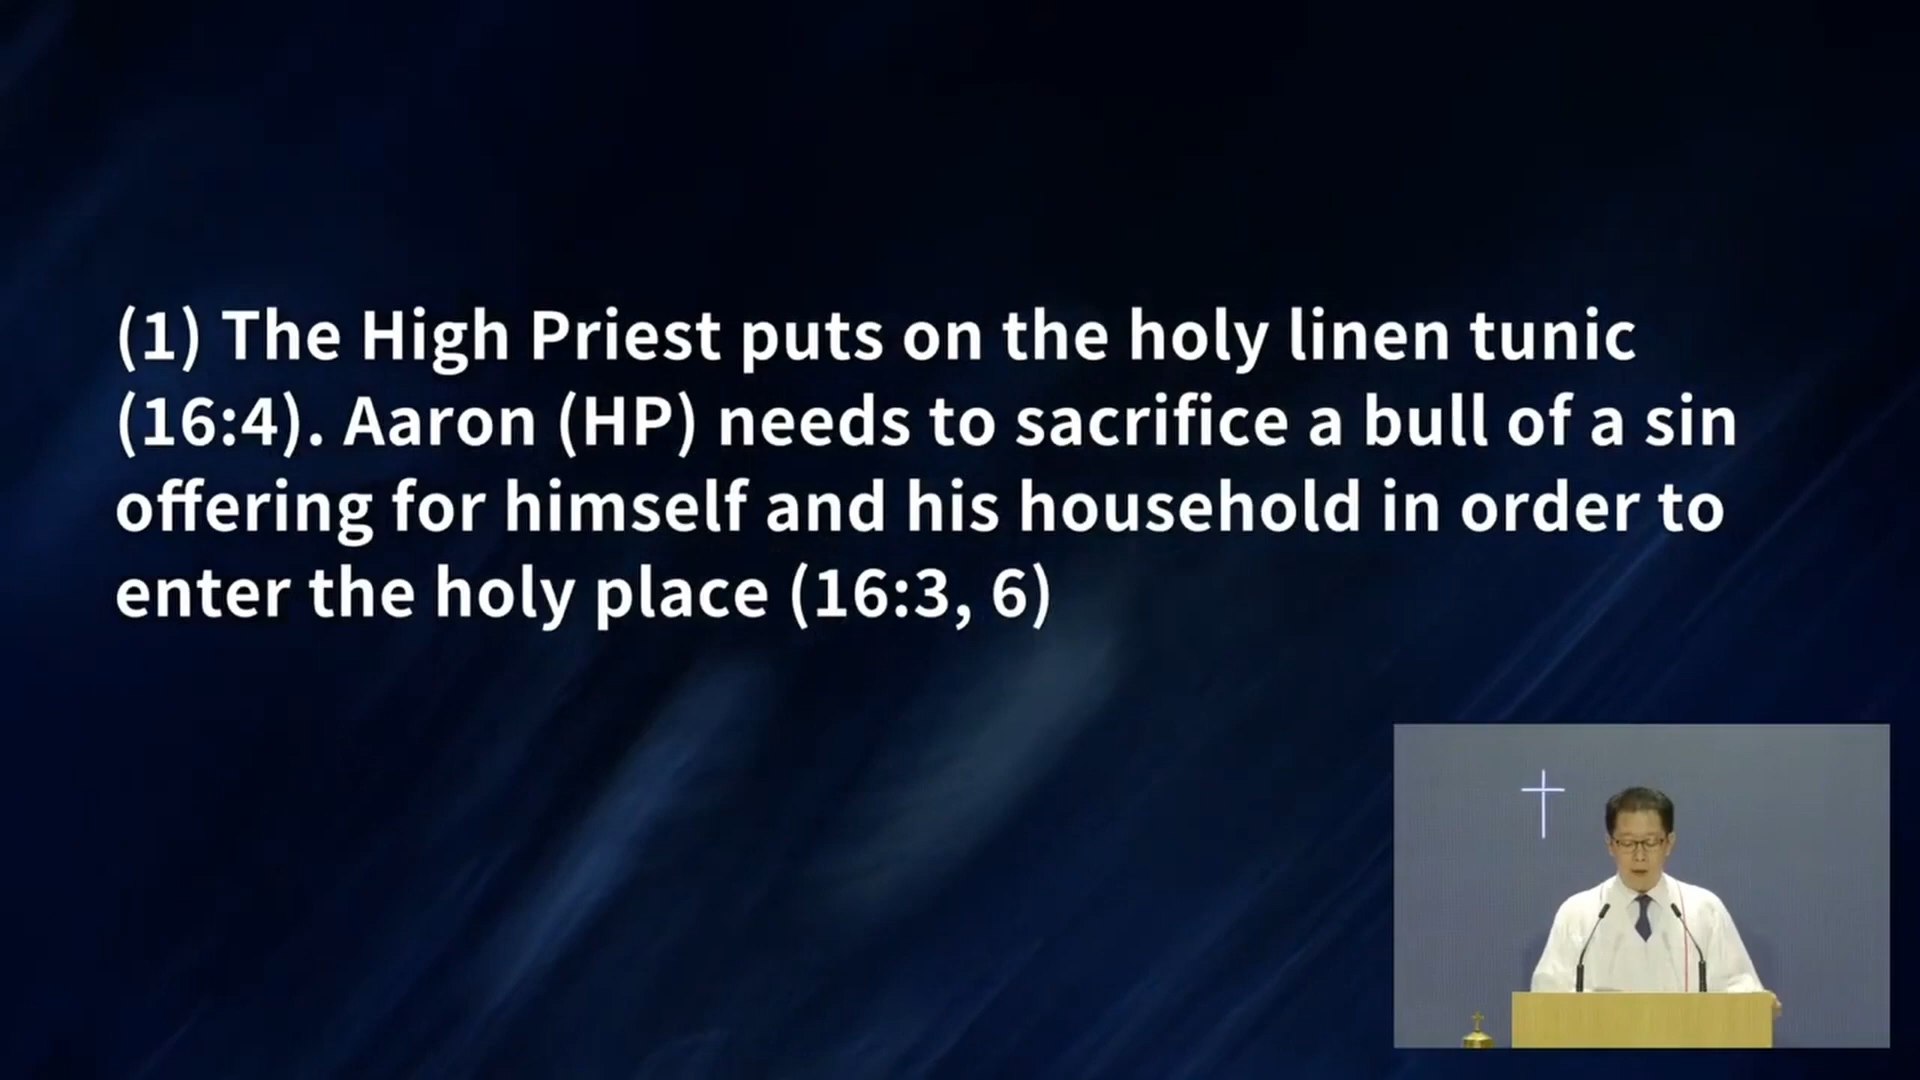 (1) The High Priest puts on the holy linen tunic
(16:4). Aaron (HP) needs to sacrifice a bull of a sin
offering for himself and his household in order to
enter the holy place (16:3, 6)